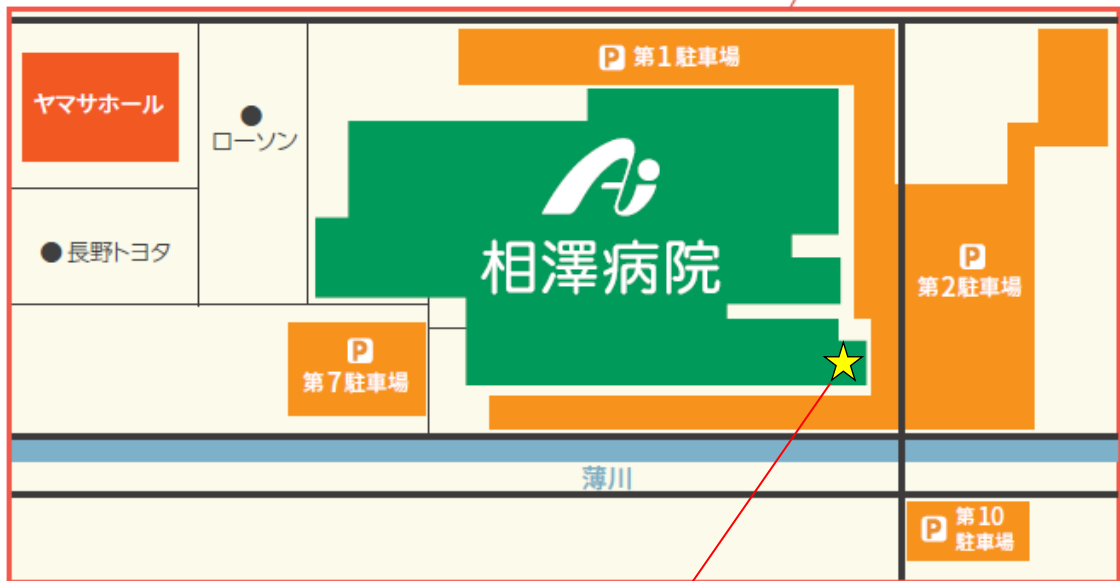 P 第1駐車場
ヤマサホール
ローソン
相澤病院
長野トヨタ
P
第2駐車場
P
第7駐車場
薄川
P 第10
駐車場